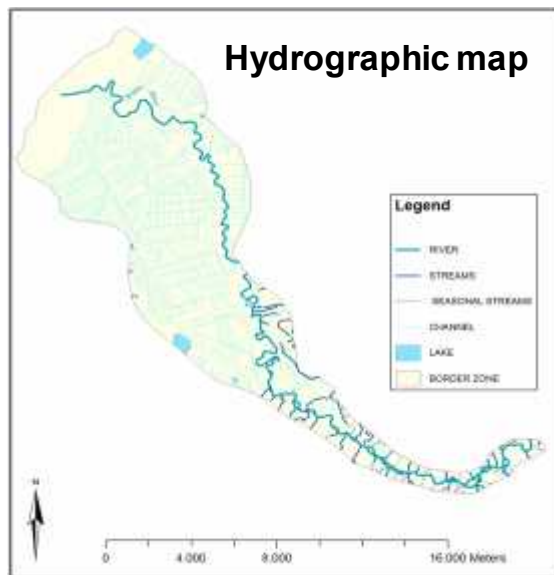 Hydrographic map
Legend
RIVER
STREAMS
SEASONAL STREAMS
CHANNEL
LAKE
BORDER ZONE
N
0 4 000 8 000 16 000 Meters